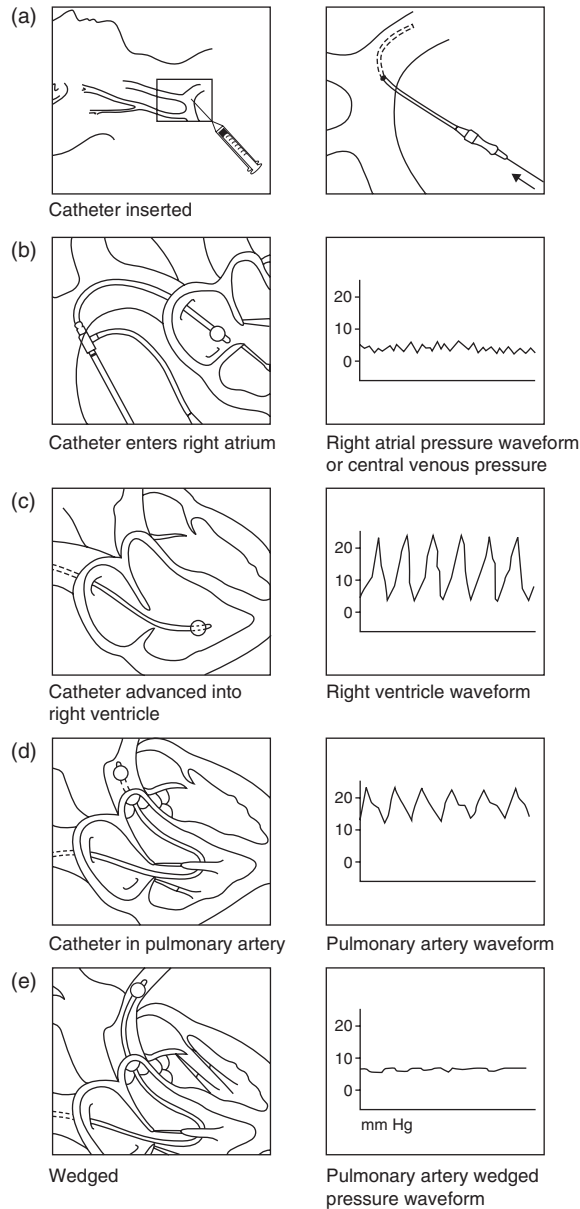 (a)
Catheter inserted
(b)
20
10
0
Catheter enters right atrium
Right atrial pressure waveform
or central venous pressure
(c)
20
10
0
Catheter advanced into
right ventricle
Right ventricle waveform
(d)
20
10
0
Catheter in pulmonary artery
Pulmonary artery waveform
(e)
20
10
0
mm Hg
Wedged
Pulmonary artery wedged
pressure waveform